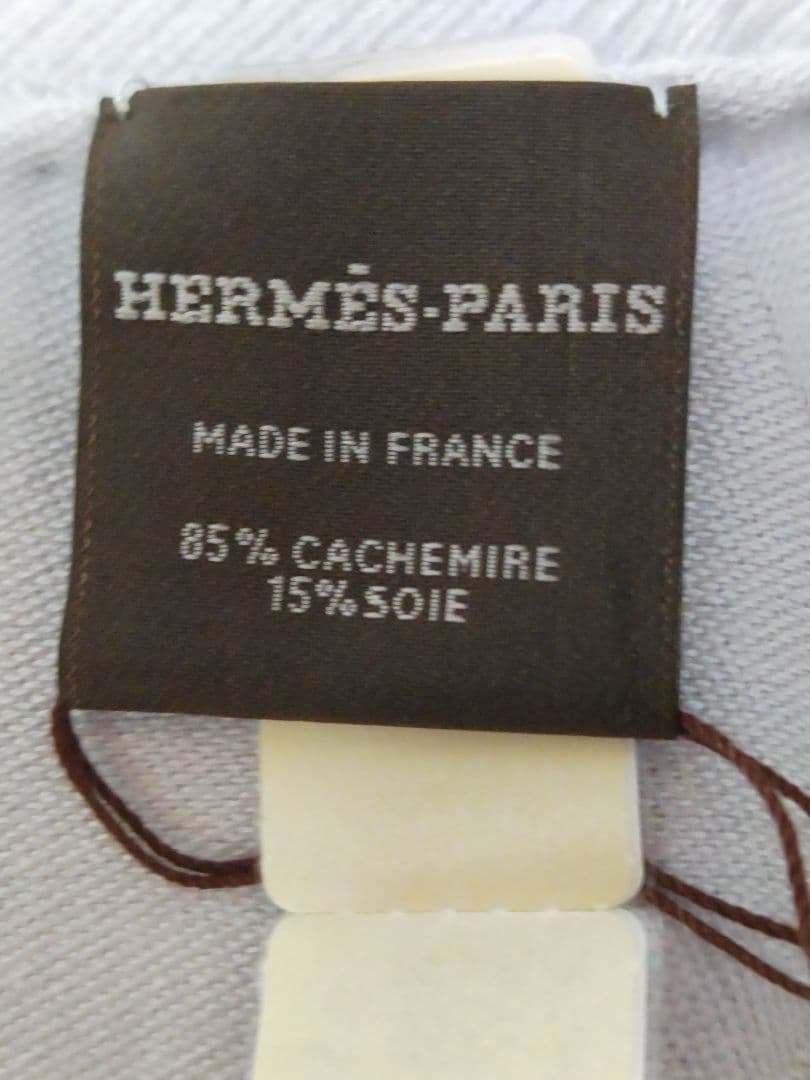 HERMÈS-PARIS
MADE IN FRANCE
85% CACHEMIRE
15% SOIE